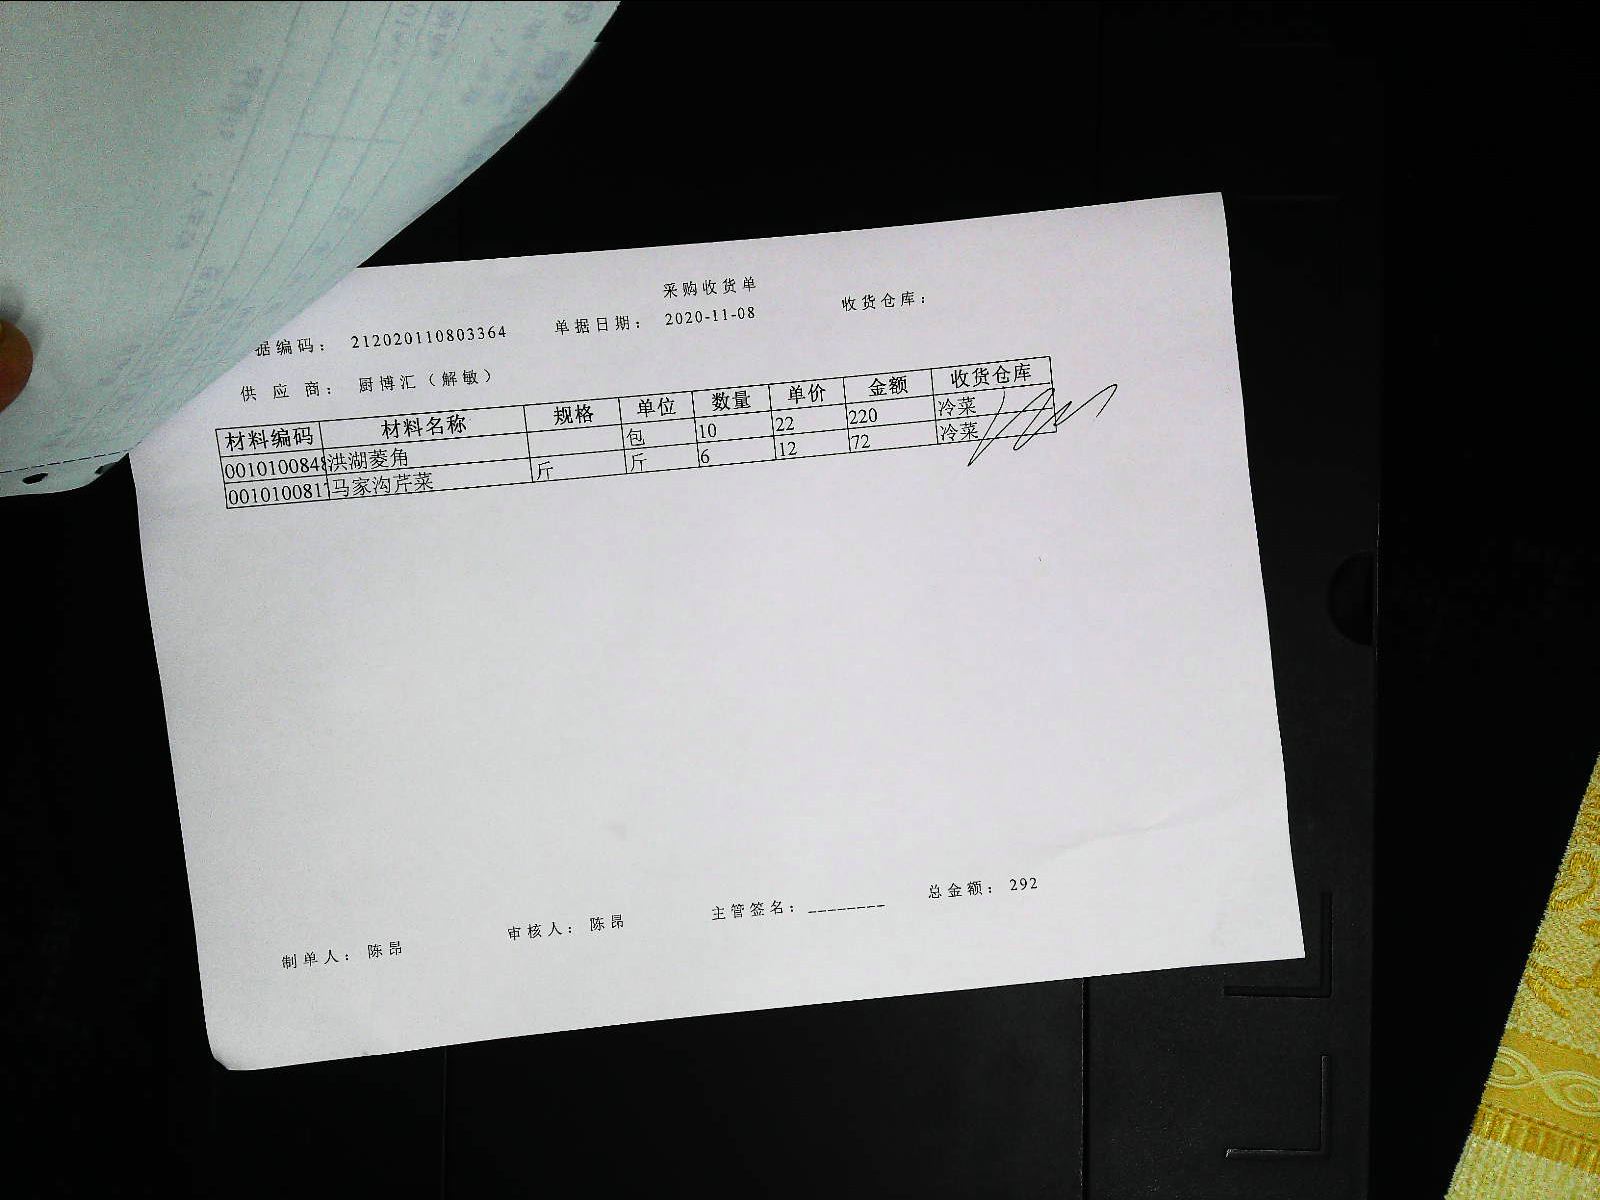 采购收货单
据编码: 212020110803364 单据日期: 2020-11-08 收货仓库:
供 应 商: 厨博汇(解敏)
材料编码 材料名称 规格 单位 数量 单价 金额 收货仓库
0010100848 洪湖菱角 包 10 22 220 冷菜
001010081 马家沟芹菜 斤 斤 6 12 72 冷菜
制单人: 陈昂 审核人: 陈昂 主管签名: ________ 总金额: 292